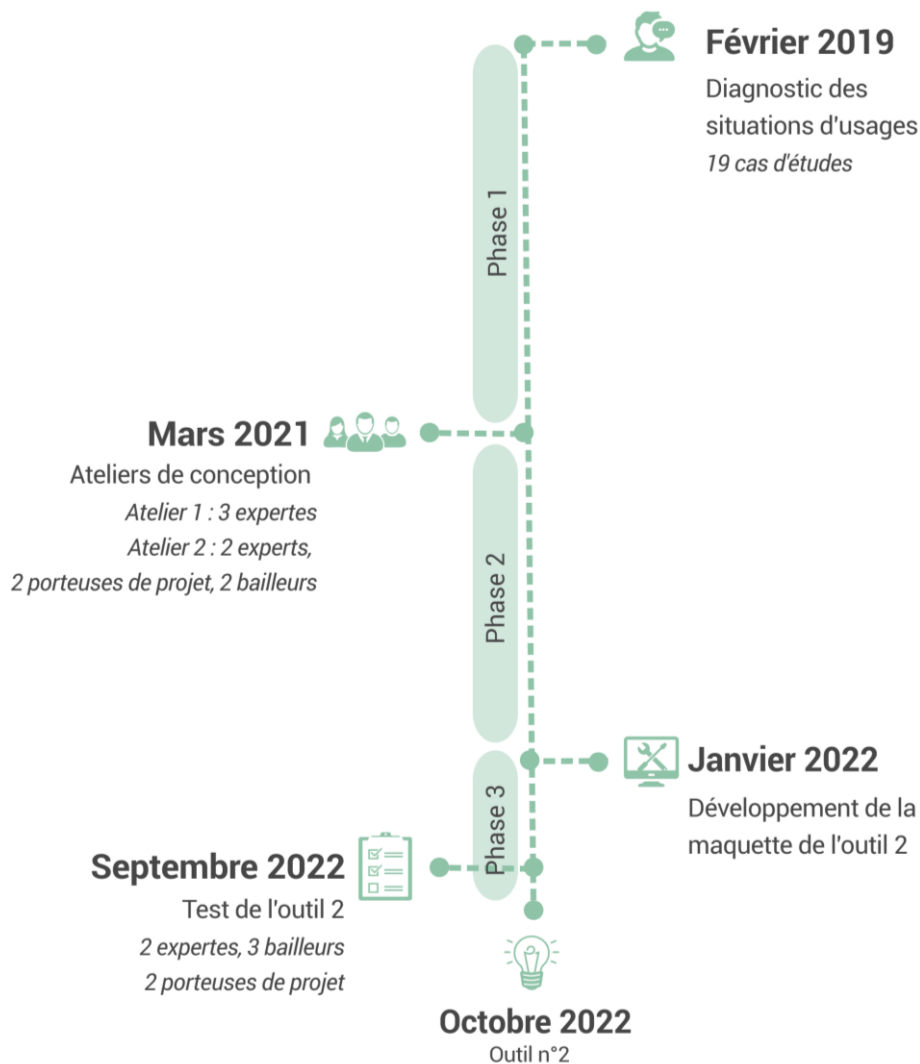 Février 2019
Diagnostic des
situations d'usages
19 cas d'études
Phase 1
Mars 2021
Ateliers de conception
Atelier 1 : 3 expertes
Atelier 2 : 2 experts,
2 porteuses de projet, 2 bailleurs
Phase 2
Janvier 2022
Développement de la
maquette de l'outil 2
Phase 3
Septembre 2022
Test de l'outil 2
2 expertes, 3 bailleurs
2 porteuses de projet
Octobre 2022
Outil n°2